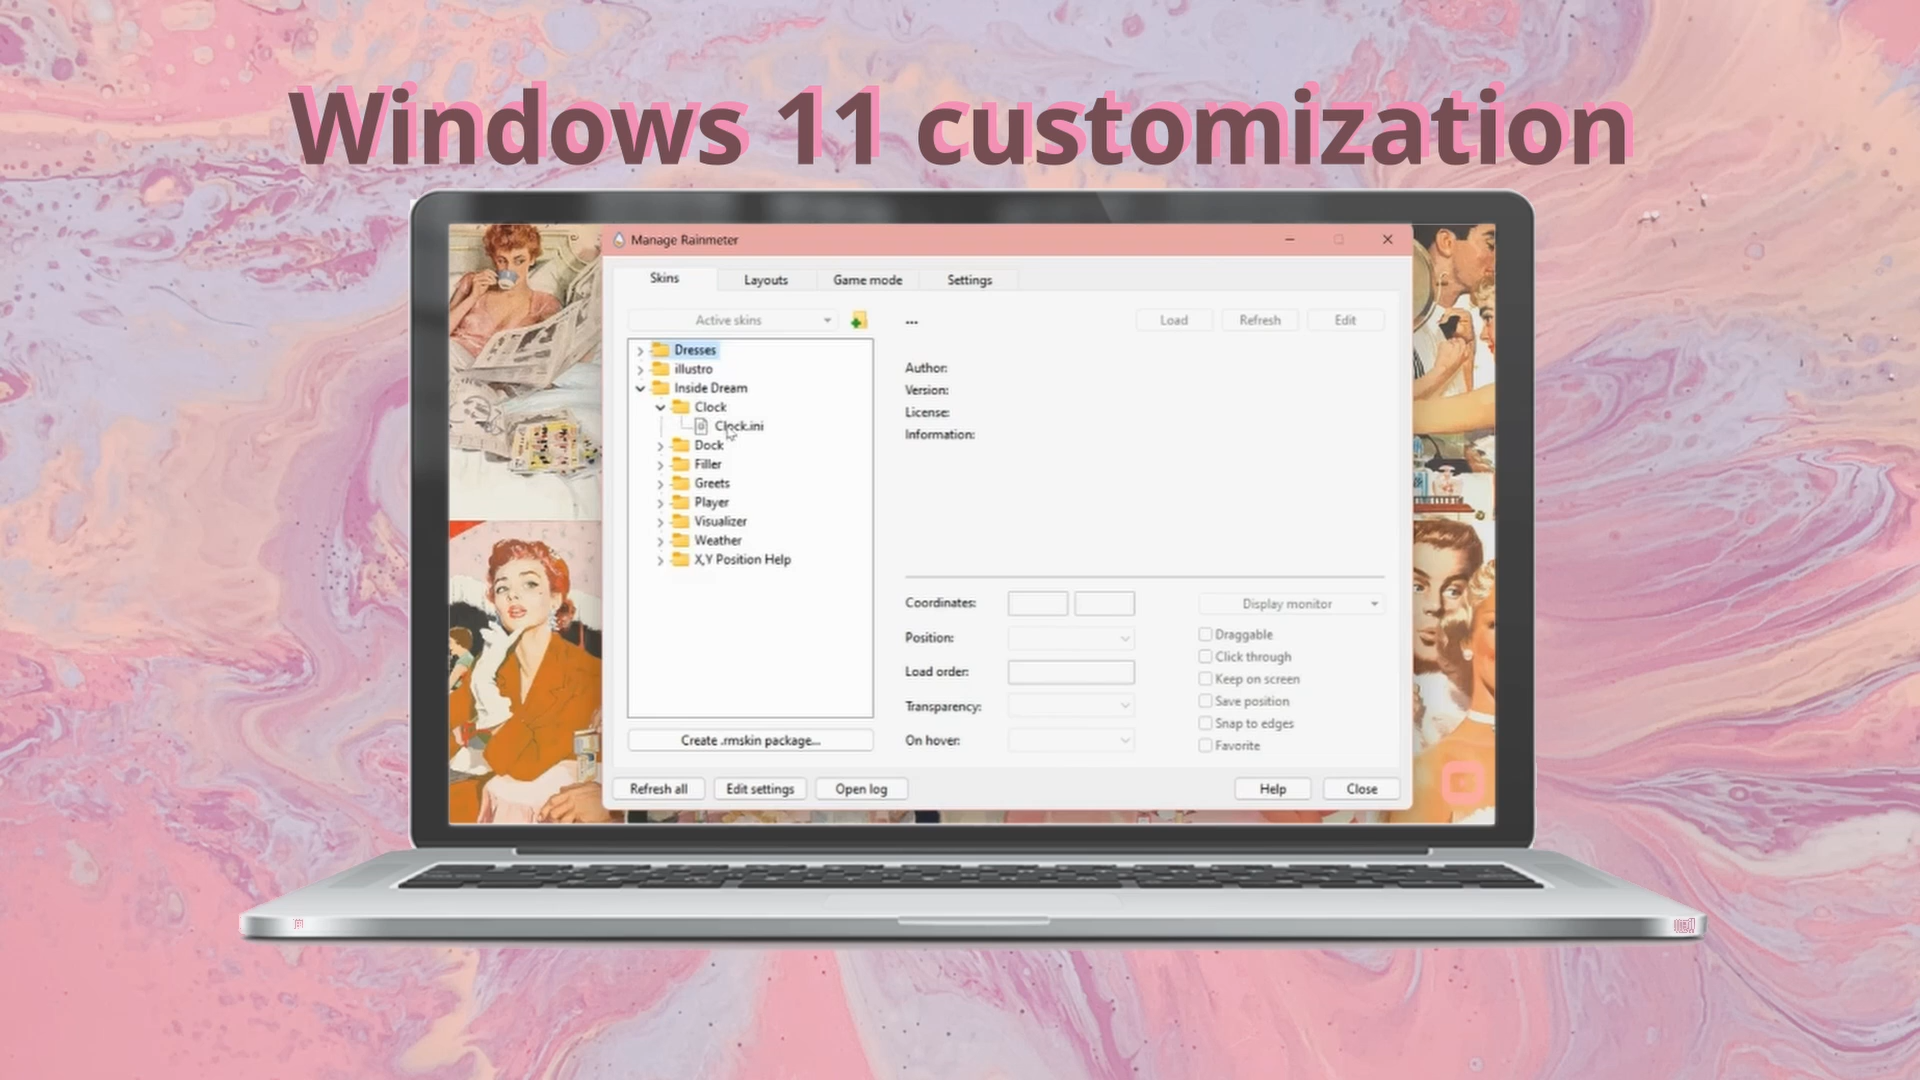 Windows 11 customization
Manage Rainmeter
Skins
Layouts
Game mode
Settings
Active skins
...
Load
Refresh
Edit
Dresses
illustro
Inside Dream
Clock
Clock.ini
Dock
Filler
Greets
Player
Visualizer
Weather
X,Y Position Help
Create .rmskin package...
Author:
Version:
License:
Information:
Coordinates:
Display monitor
Position:
Load order:
Transparency:
On hover:
Draggable
Click through
Keep on screen
Save position
Snap to edges
Favorite
Refresh all
Edit settings
Open log
Help
Close